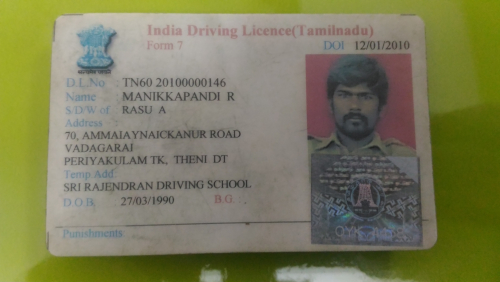 India Driving Licence(Tamilnadu)
Form 7 DOI 12/01/2010
D.L.No : TN60 20100000146
Name : MANIKKAPANDI R
S/D/W of : RASU A
Address :
70, AMMAIAYNAICKANUR ROAD
VADAGARAI
PERIYAKULAM TK, THENI DT
Temp.Add:
SRI RAJENDRAN DRIVING SCHOOL
D.O.B. 27/03/1990 B.G.
Punishments